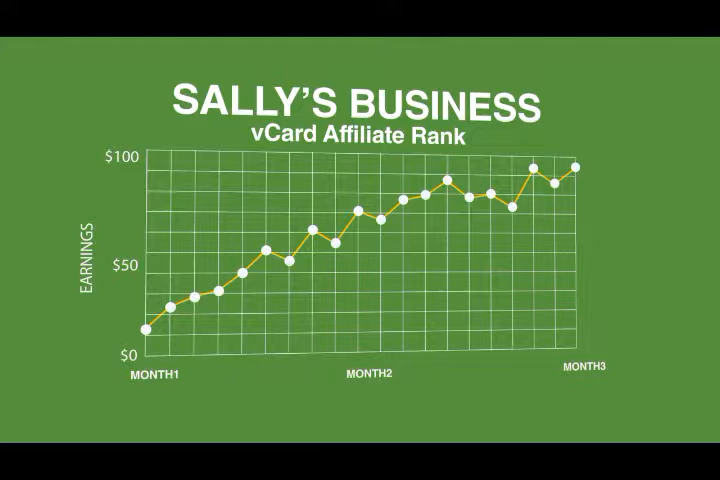 SALLY'S BUSINESS
vCard Affiliate Rank
$100
EARNINGS
$50
$0
MONTH1
MONTH2
MONTH3